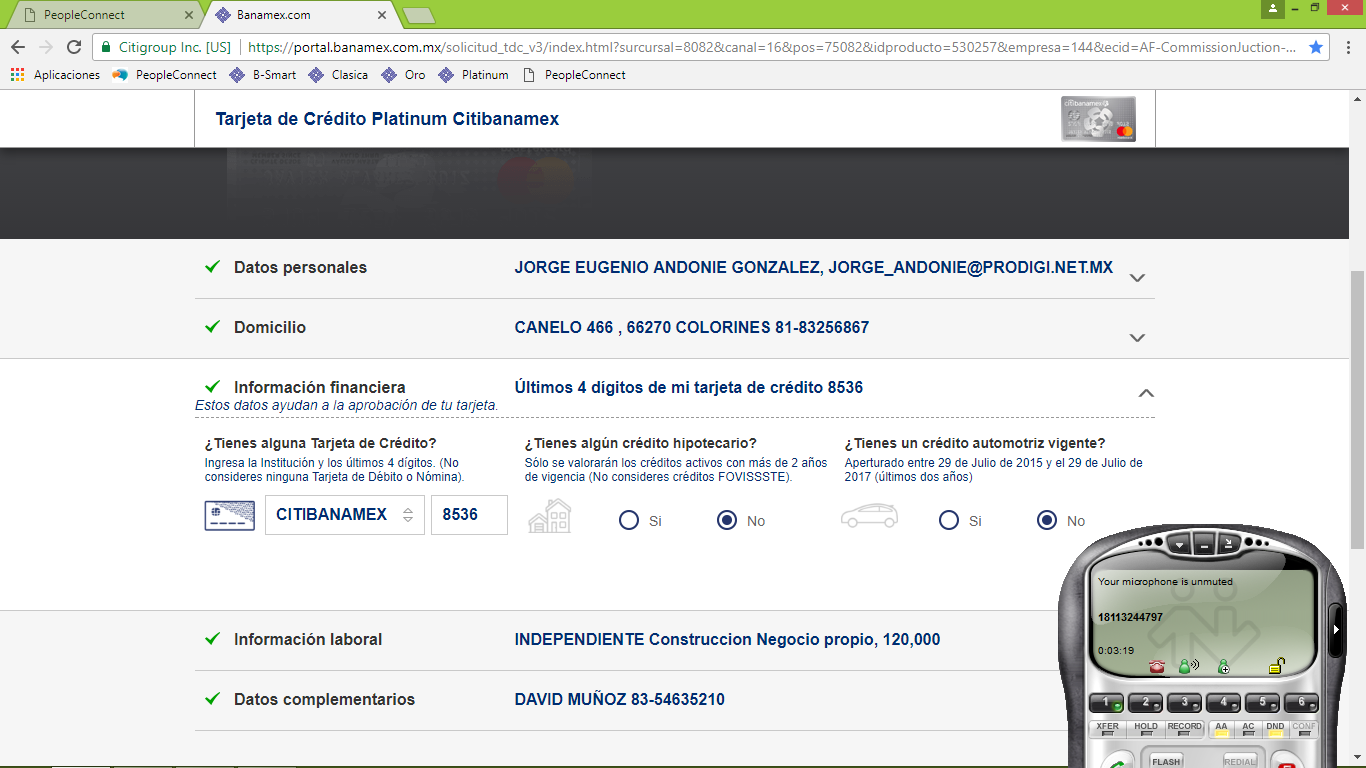 PeopleConnect
Banamex.com
Citigroup Inc. [US]
https://portal.banamex.com.mx/solicitud_tdc_v3/index.html?surcursal=8082&canal=16&pos=75082&idproducto=530257&empresa=144&ecid=AF-CommissionJuction-...
Aplicaciones PeopleConnect B-Smart Clasica Oro Platinum PeopleConnect
Tarjeta de Crédito Platinum Citibanamex
citibanamex
Datos personales JORGE EUGENIO ANDONIE GONZALEZ, JORGE_ANDONIE@PRODIGI.NET.MX
Domicilio CANELO 466 , 66270 COLORINES 81-83256867
Información financiera Últimos 4 dígitos de mi tarjeta de crédito 8536
Estos datos ayudan a la aprobación de tu tarjeta.
¿Tienes alguna Tarjeta de Crédito?
Ingresa la Institución y los últimos 4 dígitos. (No
consideres ninguna Tarjeta de Débito o Nómina).
CITIBANAMEX 8536
¿Tienes algún crédito hipotecario?
Sólo se valorarán los créditos activos con más de 2 años
de vigencia (No consideres créditos FOVISSSTE).
Si No
¿Tienes un crédito automotriz vigente?
Aperturado entre 29 de Julio de 2015 y el 29 de Julio de
2017 (últimos dos años)
Si No
Información laboral INDEPENDIENTE Construccion Negocio propio, 120,000
Datos complementarios DAVID MUÑOZ 83-54635210
Your microphone is unmuted
18113244797
0:03:19
1 2 3 4 5 6
XFER HOLD RECORD AA AC DND CONF
FLASH REDIAL